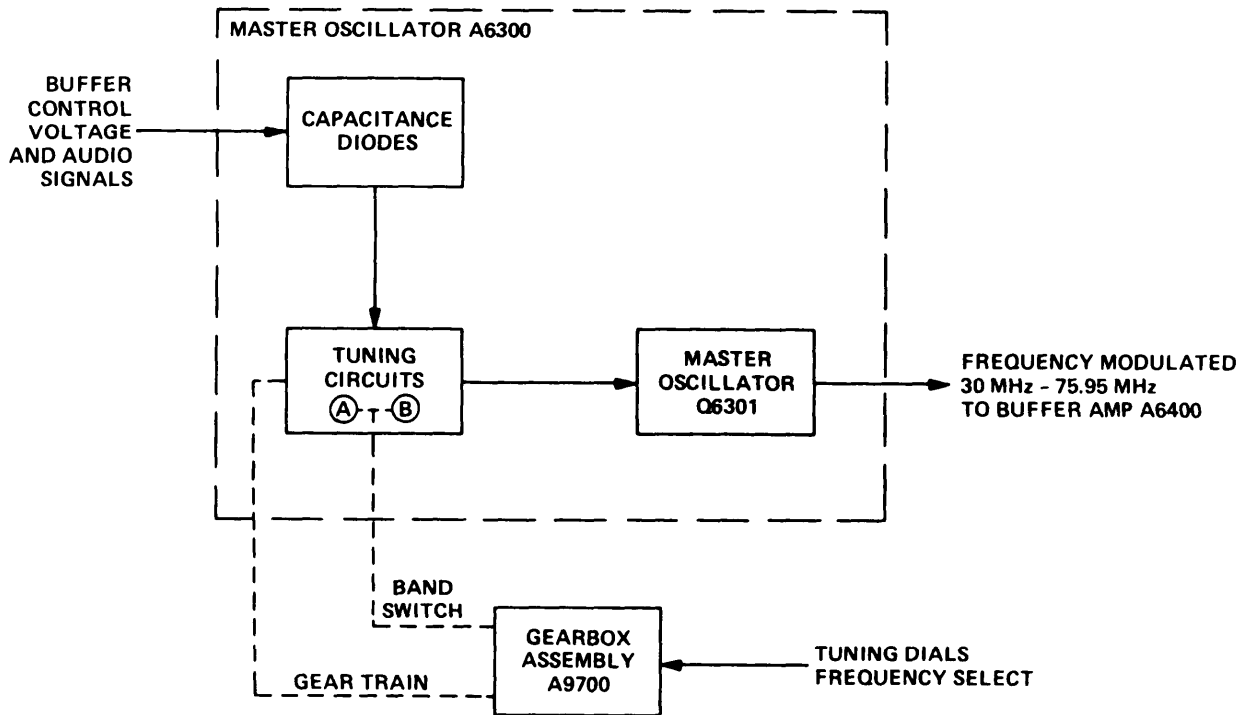 MASTER OSCILLATOR A6300
BUFFER
CONTROL
VOLTAGE
AND AUDIO
SIGNALS
CAPACITANCE
DIODES
TUNING
CIRCUITS
A B
MASTER
OSCILLATOR
Q6301
FREQUENCY MODULATED
30 MHz - 75.95 MHz
TO BUFFER AMP A6400
BAND
SWITCH
GEAR TRAIN
GEARBOX
ASSEMBLY
A9700
TUNING DIALS
FREQUENCY SELECT